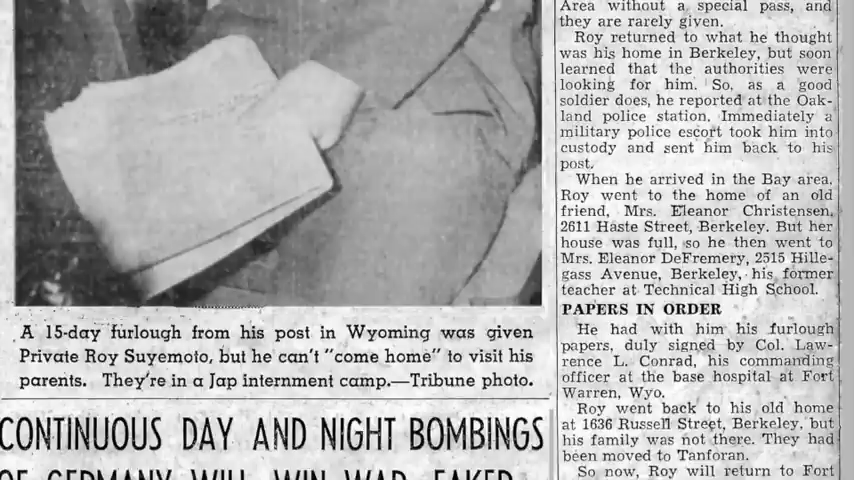 Area without a special pass, and
they are rarely given.
Roy returned to what he thought
was his home in Berkeley, but soon
learned that the authorities were
looking for him. So, as a good
soldier does, he reported at the Oak-
land police station. Immediately a
military police escort took him into
custody and sent him back to his
post.
When he arrived in the Bay area.
Roy went to the home of an old
friend, Mrs. Eleanor Christensen,
2611 Haste Street, Berkeley. But her
house was full, so he then went to
Mrs. Eleanor DeFremery, 2515 Hille-
gass Avenue, Berkeley, his former
teacher at Technical High School.
PAPERS IN ORDER
He had with him his furlough
papers, duly signed by Col. Law-
rence L. Conrad, his commanding
officer at the base hospital at Fort
Warren, Wyo.
Roy went back to his old home
at 1636 Russell Street, Berkeley, but
his family was not there. They had
been moved to Tanforan.
So now, Roy will return to Fort
A 15-day furlough from his post in Wyoming was given
Private Roy Suyemoto, but he can't "come home" to visit his
parents. They're in a Jap internment camp.—Tribune photo.
CONTINUOUS DAY AND NIGHT BOMBINGS
OF GERMANY WILL WIN WAR, EAKER